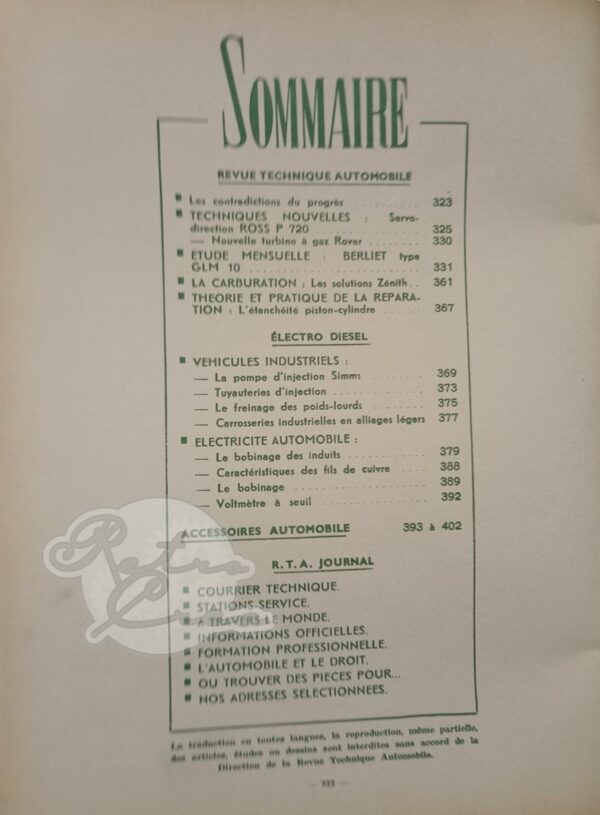 SOMMAIRE
REVUE TECHNIQUE AUTOMOBILE
■ Les contradictions du progrès .......... 323
■ TECHNIQUES NOUVELLES : Servo-
direction ROSS P 720 .......... 325
— Nouvelle turbine à gaz Rover .......... 330
■ ETUDE MENSUELLE : BERLIET type
GLM 10 .......... 331
■ LA CARBURATION : Les solutions Zénith .. 361
■ THEORIE ET PRATIQUE DE LA REPARA-
TION : L'étanchéité piston-cylindre ...... 367
ÉLECTRO DIESEL
■ VEHICULES INDUSTRIELS :
— La pompe d'injection Simms .......... 369
— Tuyauteries d'injection .......... 373
— Le freinage des poids-lourds .......... 375
— Carrosseries industrielles en alliages légers 377
■ ELECTRICITE AUTOMOBILE :
— Le bobinage des induits .......... 379
— Caractéristiques des fils de cuivre .... 388
— Le bobinage .......... 389
— Voltmètre à seuil .......... 392
ACCESSOIRES AUTOMOBILE 393 à 402
R.T.A. JOURNAL
■ COURRIER TECHNIQUE.
■ STATIONS-SERVICE.
■ A TRAVERS LE MONDE.
■ INFORMATIONS OFFICIELLES.
■ FORMATION PROFESSIONNELLE.
■ L'AUTOMOBILE ET LE DROIT.
■ OU TROUVER DES PIECES POUR...
■ NOS ADRESSES SELECTIONNEES.
La traduction en toutes langues, la reproduction, même partielle,
des articles, études ou dessins sont interdites sans accord de la
Direction de la Revue Technique Automobile.
— 322 —
Retro